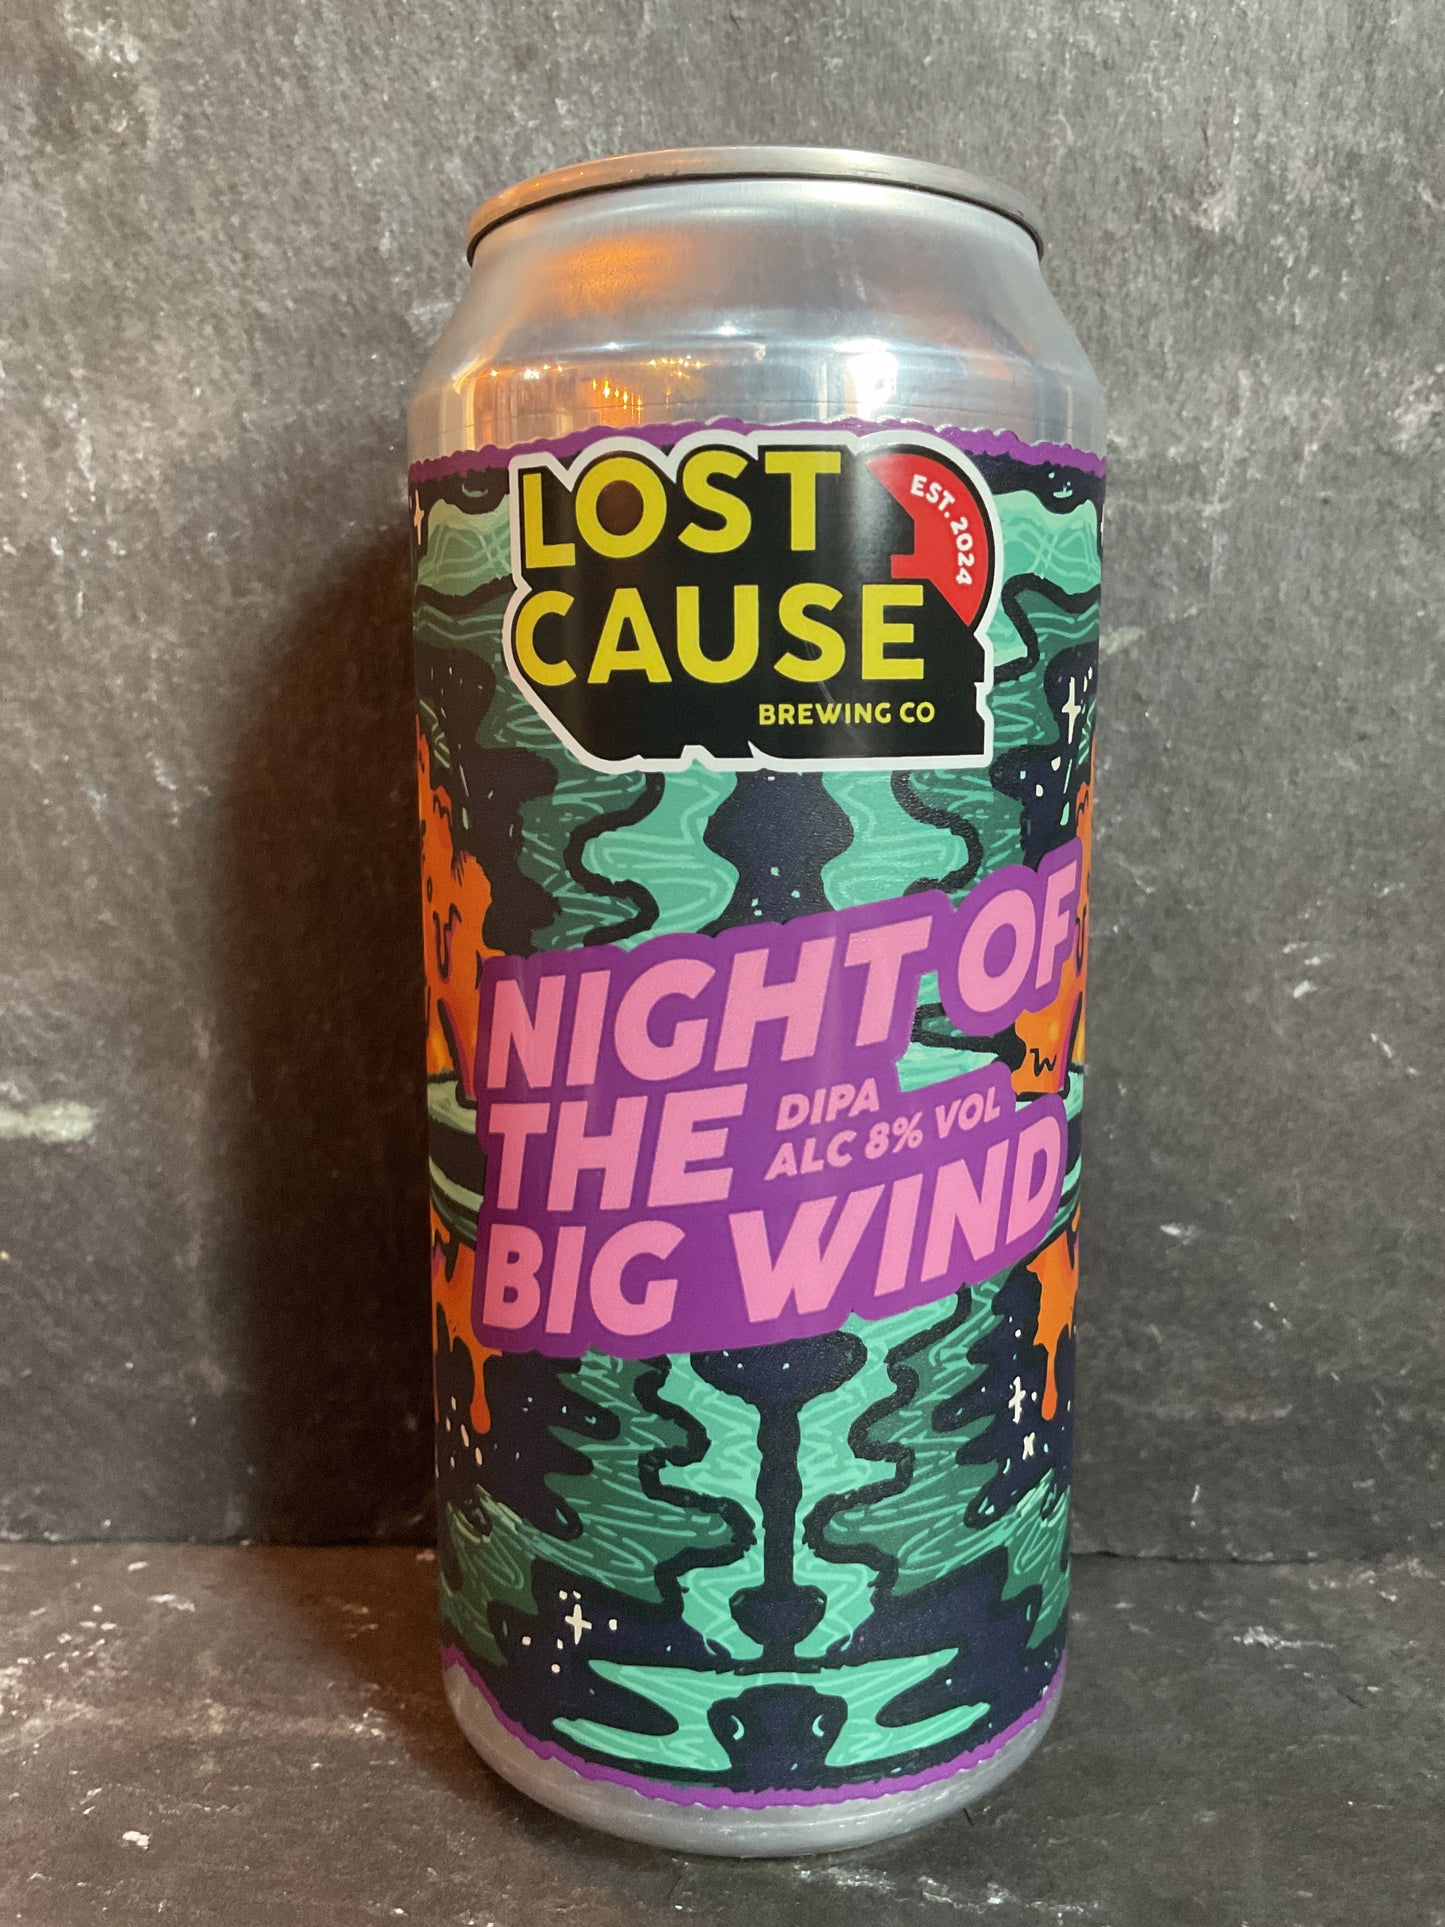 LOST
CAUSE
BREWING CO
EST. 2024
NIGHT OF
THE
DIPA
ALC 8% VOL
BIG WIND